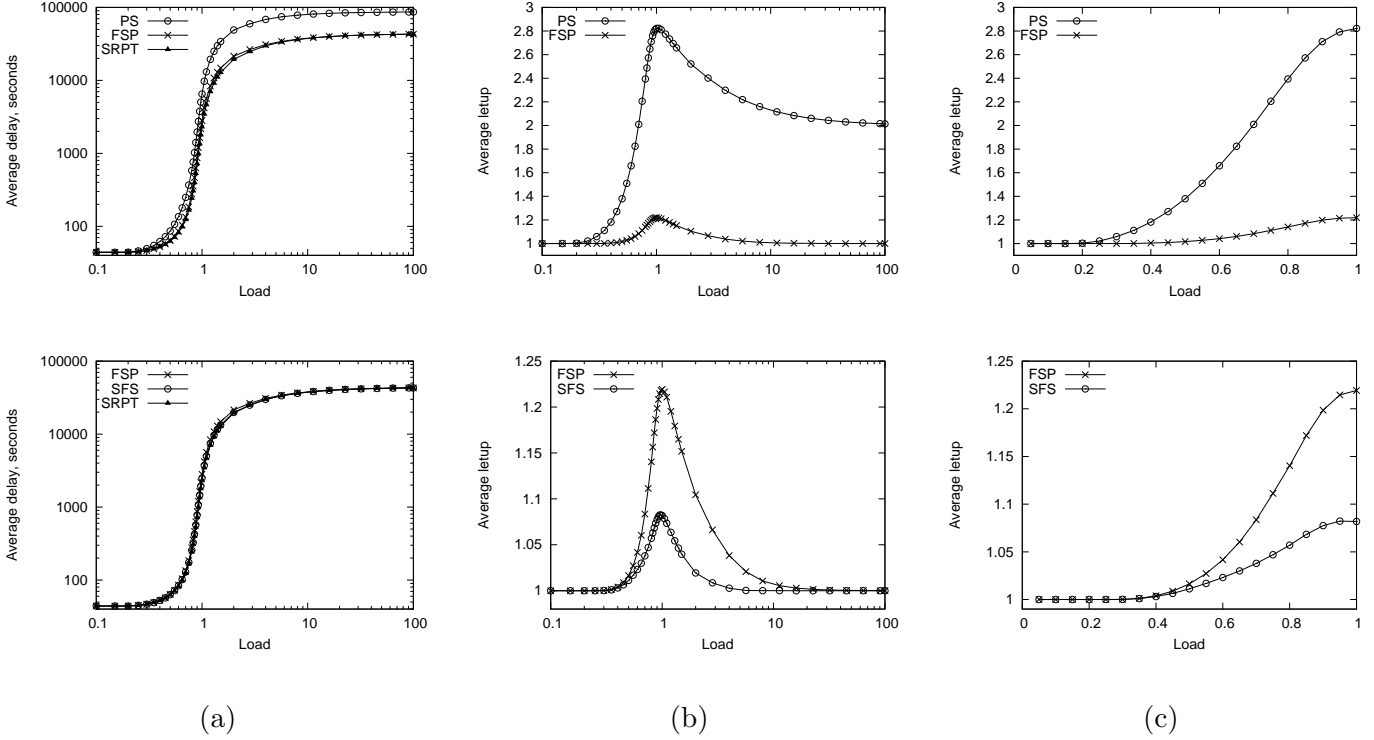 100000
10000
1000
100
0.1 1 10 100
Average delay, seconds
Load
PS
FSP
SRPT
3
2.8
2.6
2.4
2.2
2
1.8
1.6
1.4
1.2
1
0.1 1 10 100
Average letup
Load
PS
FSP
3
2.8
2.6
2.4
2.2
2
1.8
1.6
1.4
1.2
1
0 0.2 0.4 0.6 0.8 1
Average letup
Load
PS
FSP
100000
10000
1000
100
0.1 1 10 100
Average delay, seconds
Load
FSP
SFS
SRPT
1.25
1.2
1.15
1.1
1.05
1
0.1 1 10 100
Average letup
Load
FSP
SFS
1.25
1.2
1.15
1.1
1.05
1
0 0.2 0.4 0.6 0.8 1
Average letup
Load
FSP
SFS
(a) (b) (c)